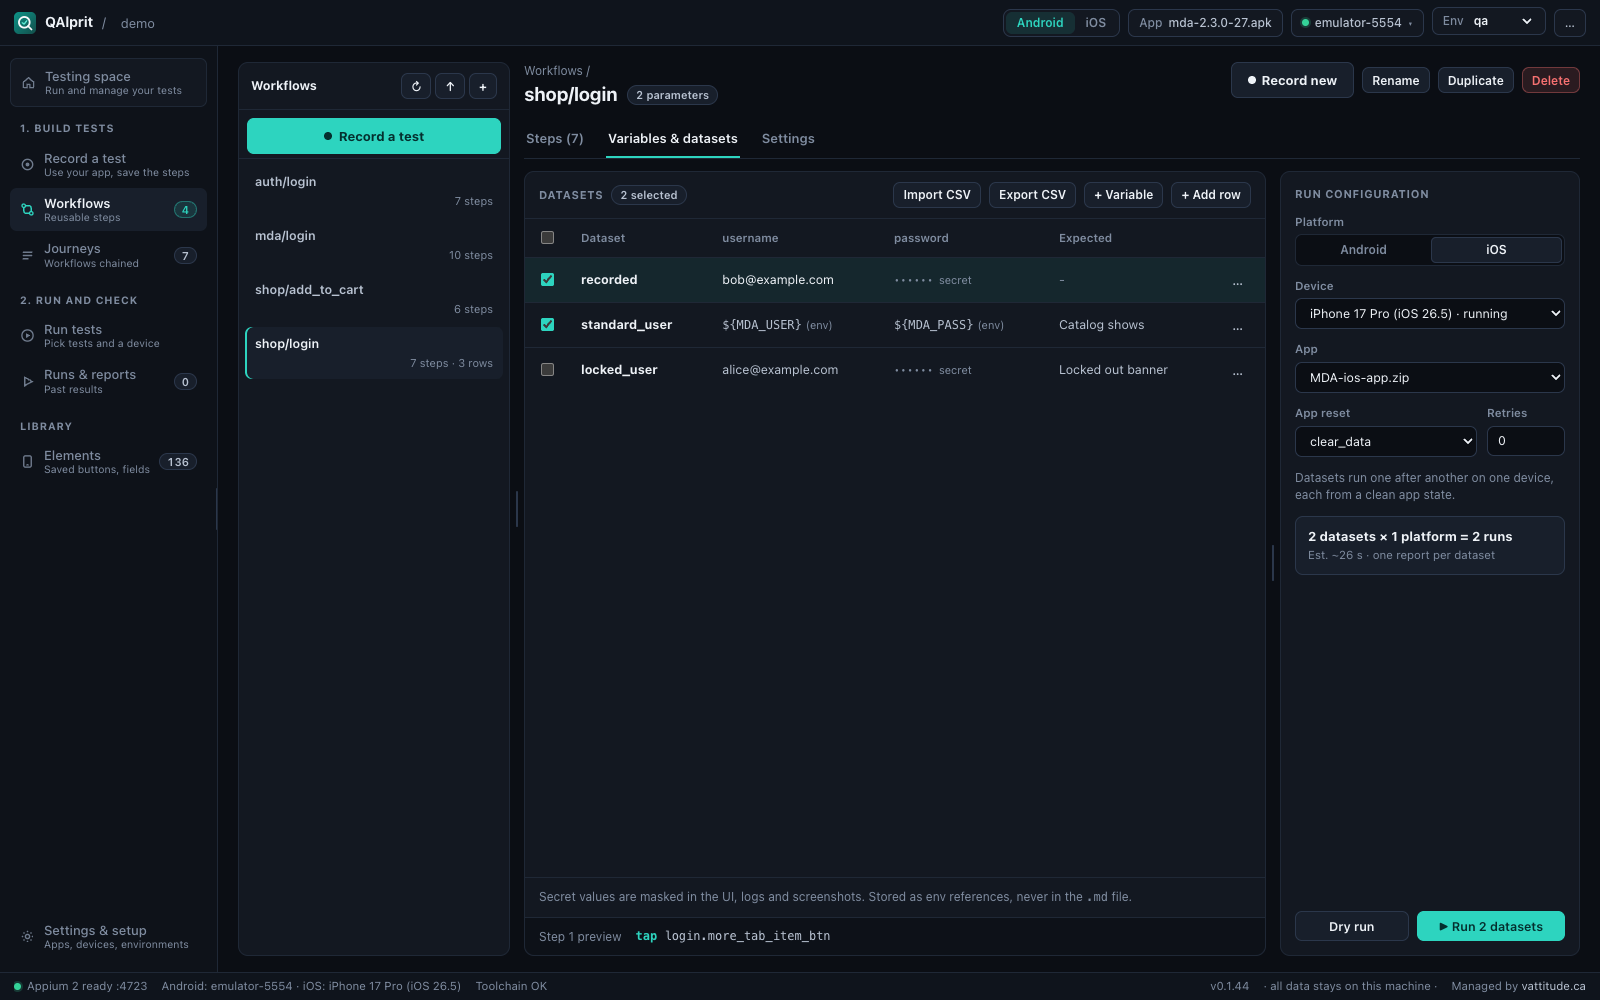 QAlprit / demo
Android iOS App mda-2.3.0-27.apk emulator-5554 Env qa ...
Testing space
Run and manage your tests
1. BUILD TESTS
Record a test
Use your app, save the steps
Workflows 4
Reusable steps
Journeys 7
Workflows chained
2. RUN AND CHECK
Run tests
Pick tests and a device
Runs & reports 0
Past results
LIBRARY
Elements 136
Saved buttons, fields
Settings & setup
Apps, devices, environments
Workflows ↻ ↑ +
Record a test
auth/login
7 steps
mda/login
10 steps
shop/add_to_cart
6 steps
shop/login
7 steps · 3 rows
Workflows /
shop/login 2 parameters
Record new Rename Duplicate Delete
Steps (7) Variables & datasets Settings
DATASETS 2 selected Import CSV Export CSV + Variable + Add row
Dataset username password Expected
recorded bob@example.com •••••• secret - ...
standard_user ${MDA_USER} (env) ${MDA_PASS} (env) Catalog shows ...
locked_user alice@example.com •••••• secret Locked out banner ...
Secret values are masked in the UI, logs and screenshots. Stored as env references, never in the .md file.
Step 1 preview tap login.more_tab_item_btn
RUN CONFIGURATION
Platform
Android iOS
Device
iPhone 17 Pro (iOS 26.5) · running
App
MDA-ios-app.zip
App reset Retries
clear_data 0
Datasets run one after another on one device,
each from a clean app state.
2 datasets × 1 platform = 2 runs
Est. ~26 s · one report per dataset
Dry run ▶ Run 2 datasets
Appium 2 ready :4723 Android: emulator-5554 · iOS: iPhone 17 Pro (iOS 26.5) Toolchain OK v0.1.44 · all data stays on this machine · Managed by vattitude.ca